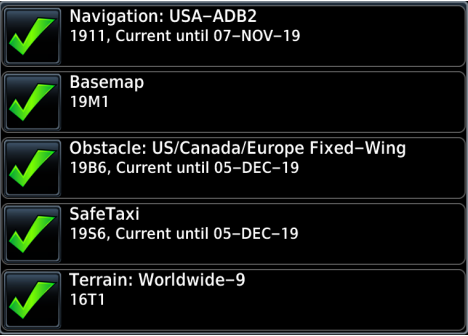 Navigation: USA-ADB2
1911, Current until 07-NOV-19
Basemap
19M1
Obstacle: US/Canada/Europe Fixed-Wing
19B6, Current until 05-DEC-19
SafeTaxi
19S6, Current until 05-DEC-19
Terrain: Worldwide-9
16T1